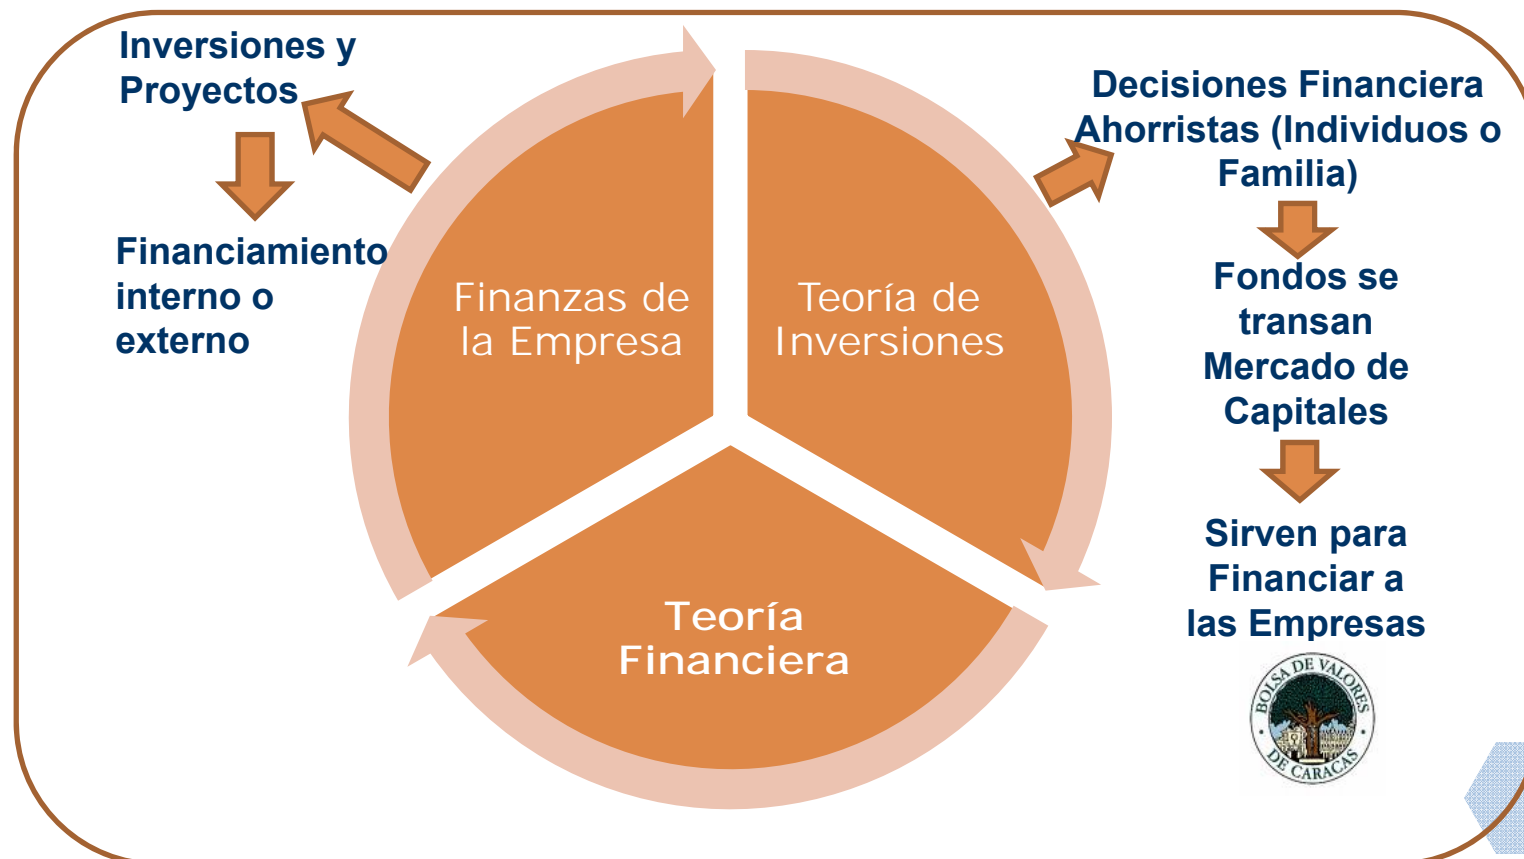 Inversiones y
Proyectos
Financiamiento
interno o
externo
Finanzas de
la Empresa
Teoría de
Inversiones
Teoría
Financiera
Decisiones Financiera
Ahorristas (Individuos o
Familia)
Fondos se
transan
Mercado de
Capitales
Sirven para
Financiar a
las Empresas
BOLSA DE VALORES
DE CARACAS